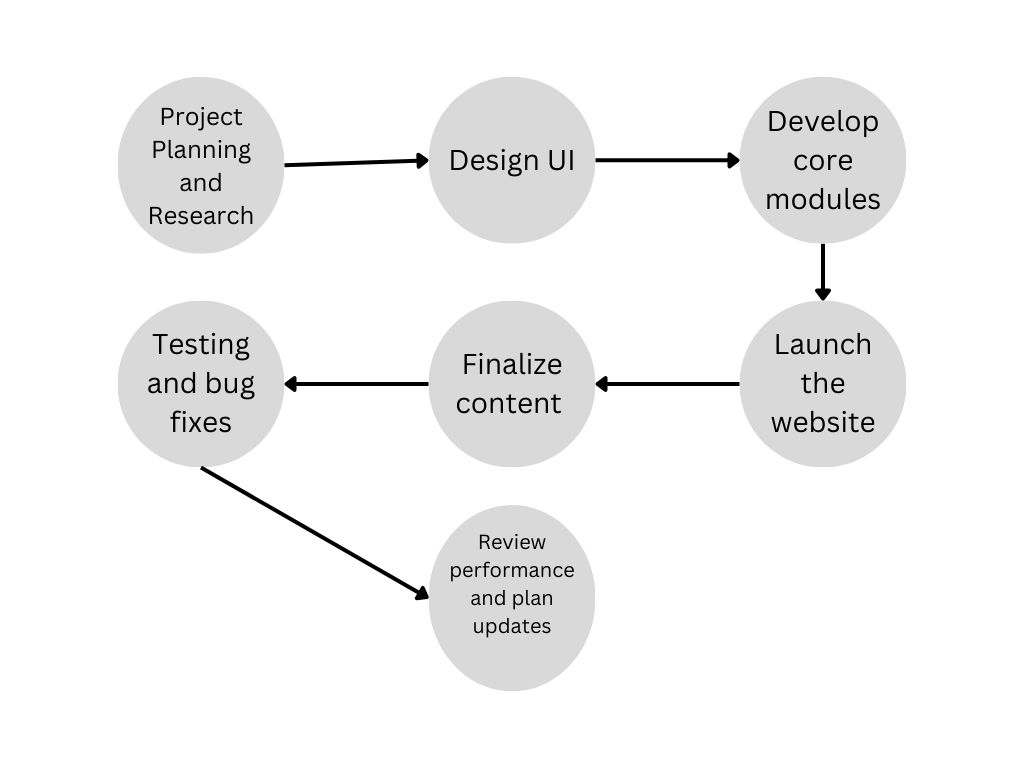 Project
Planning
and
Research
Design UI
Develop
core
modules
Launch
the
website
Finalize
content
Testing
and bug
fixes
Review
performance
and plan
updates